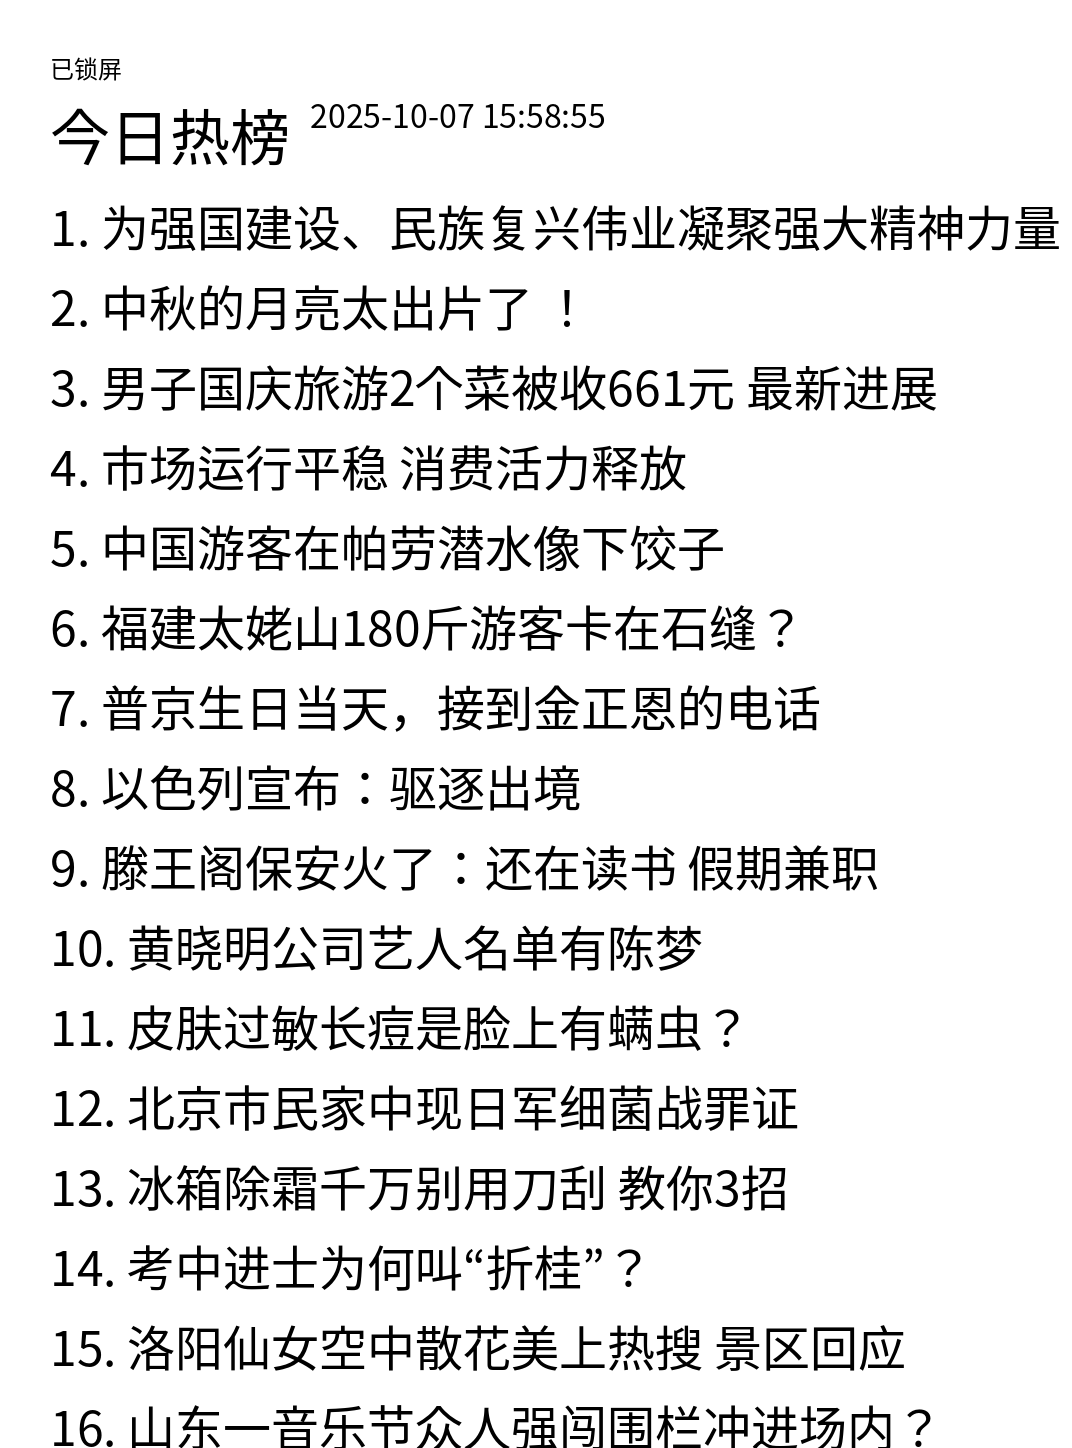 已锁屏
今日热榜 2025-10-07 15:58:55
1. 为强国建设、民族复兴伟业凝聚强大精神力量
2. 中秋的月亮太出片了 ！
3. 男子国庆旅游2个菜被收661元 最新进展
4. 市场运行平稳 消费活力释放
5. 中国游客在帕劳潜水像下饺子
6. 福建太姥山180斤游客卡在石缝？
7. 普京生日当天，接到金正恩的电话
8. 以色列宣布：驱逐出境
9. 滕王阁保安火了：还在读书 假期兼职
10. 黄晓明公司艺人名单有陈梦
11. 皮肤过敏长痘是脸上有螨虫？
12. 北京市民家中现日军细菌战罪证
13. 冰箱除霜千万别用刀刮 教你3招
14. 考中进士为何叫“折桂”？
15. 洛阳仙女空中散花美上热搜 景区回应
16. 山东一音乐节众人强闯围栏冲进场内？